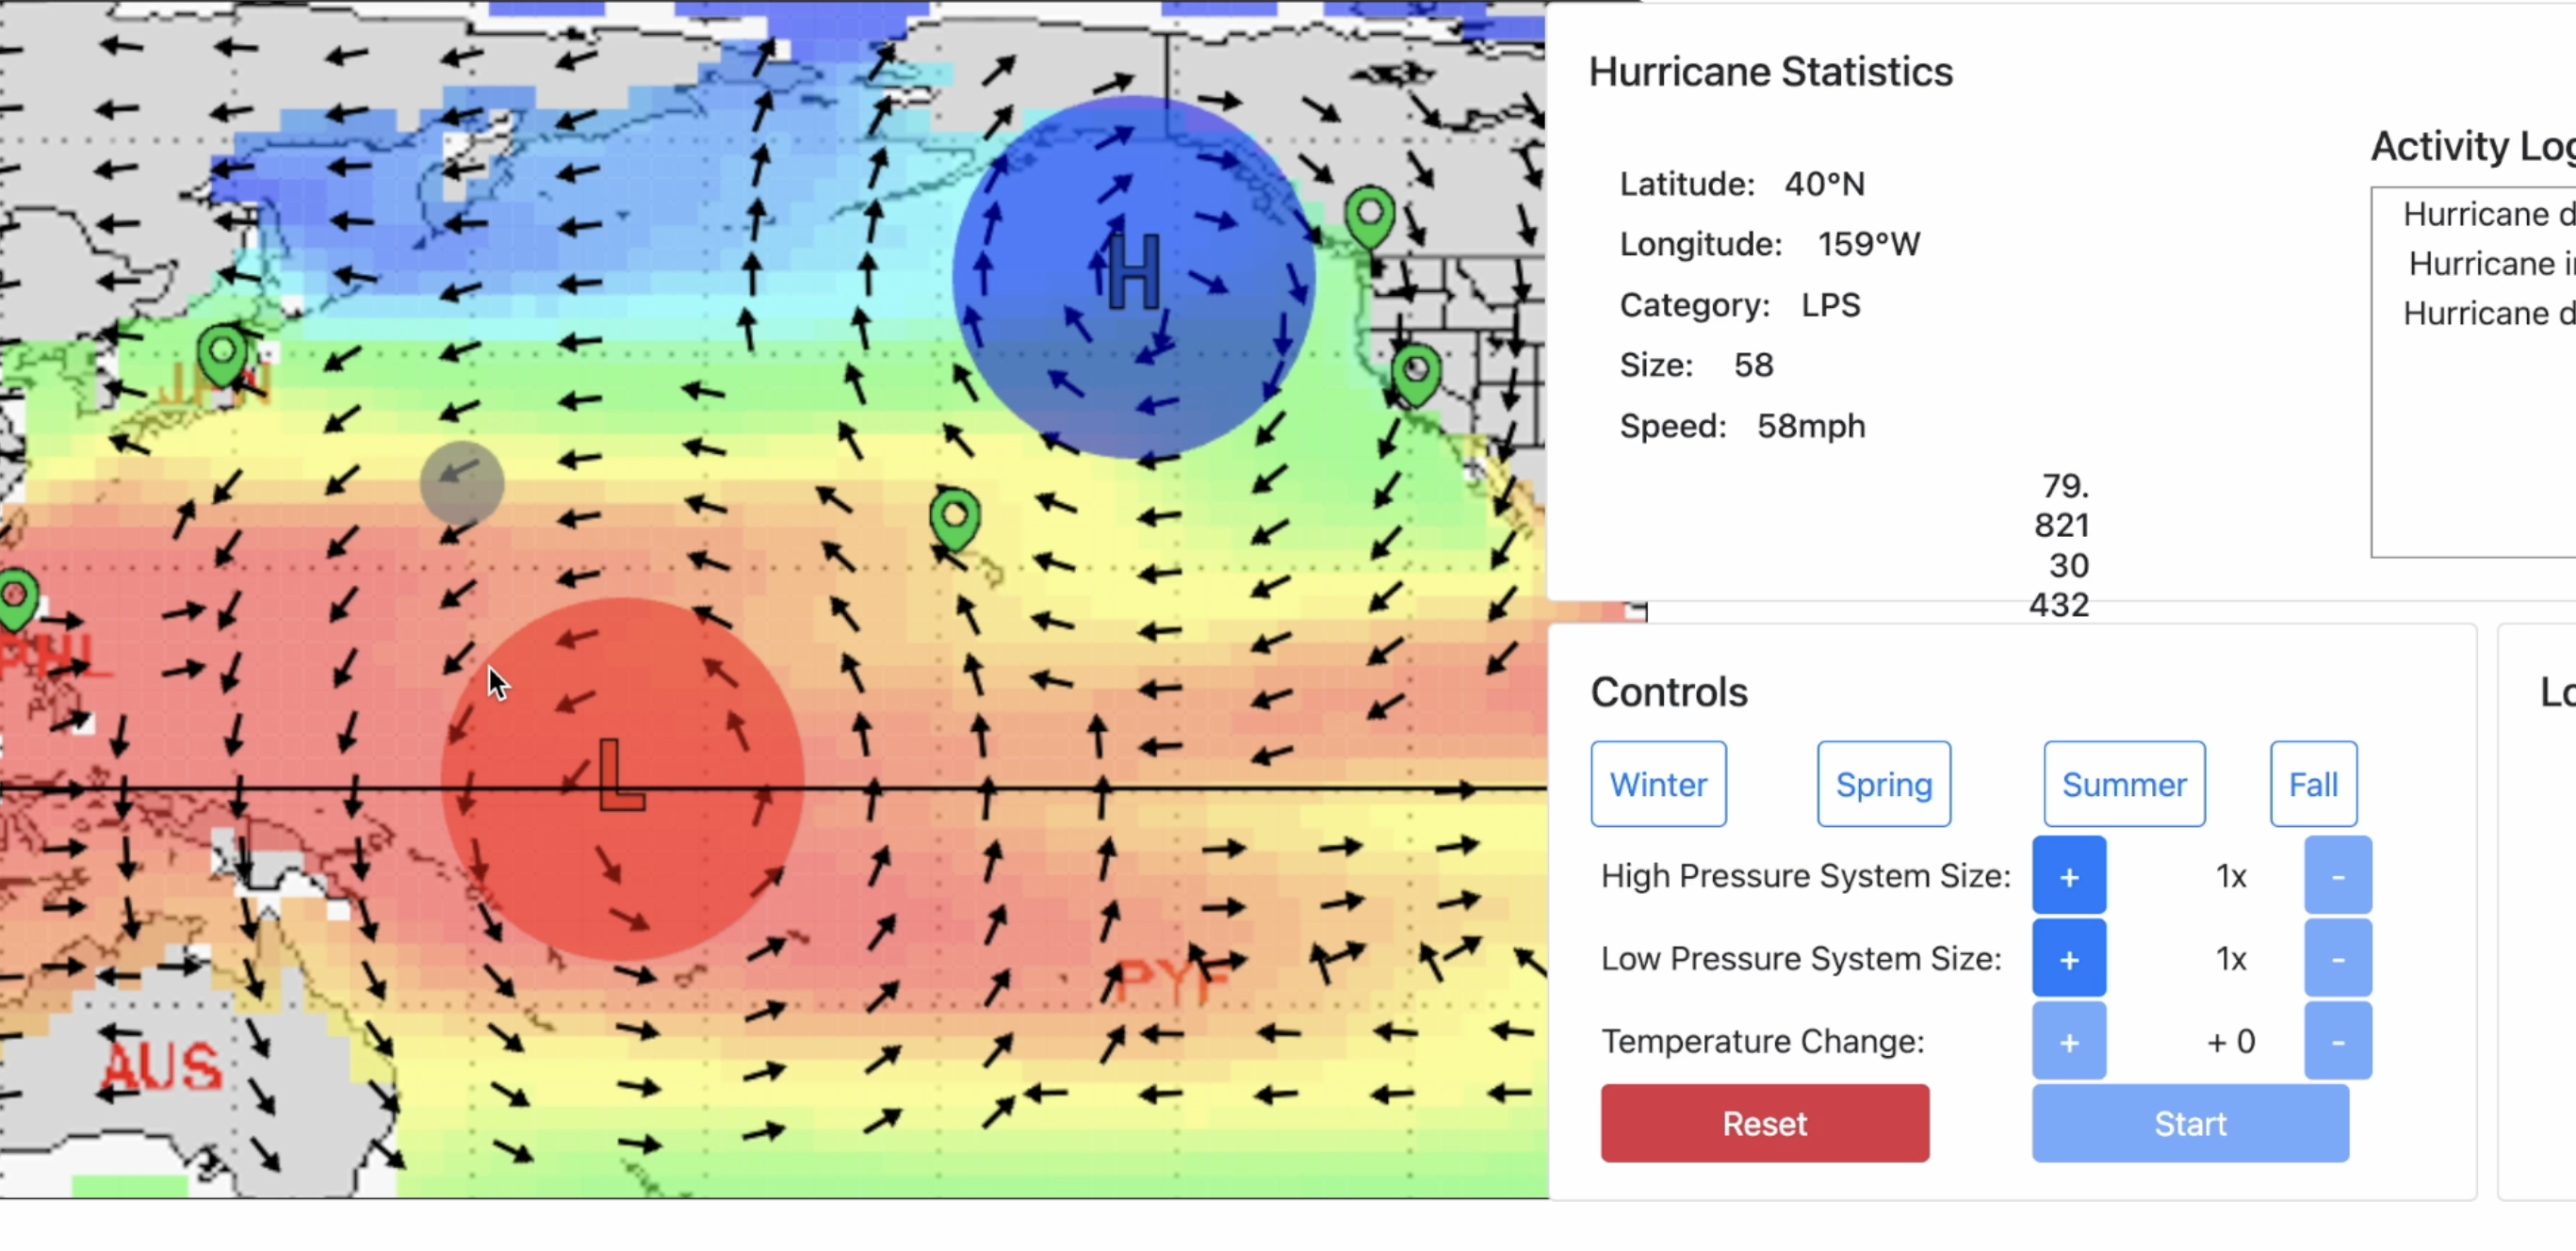 H
JPN
PHL
L
PYF
AUS
Hurricane Statistics
Latitude: 40°N
Longitude: 159°W
Category: LPS
Size: 58
Speed: 58mph
79.
821
30
432
Activity Log
Hurricane d
Hurricane i
Hurricane d
Controls
Winter Spring Summer Fall
High Pressure System Size: + 1x -
Low Pressure System Size: + 1x -
Temperature Change: + + 0 -
Reset Start
Lo